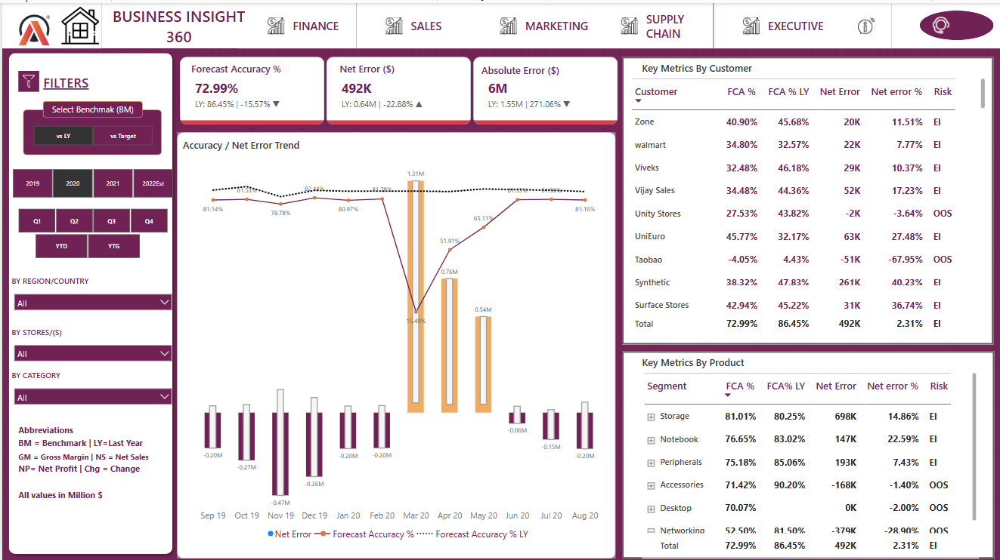 BUSINESS INSIGHT
360
FINANCE
SALES
MARKETING
SUPPLY
CHAIN
EXECUTIVE
FILTERS
Select Benchmak (BM)
vs LY
vs Target
2019
2020
2021
2022Est
Q1
Q2
Q3
Q4
YTD
YTG
BY REGION/COUNTRY
All
BY STORES/(S)
All
BY CATEGORY
All
Abbreviations
BM = Benchmark | LY=Last Year
GM = Gross Margin | NS = Net Sales
NP= Net Profit | Chg = Change
All values in Million $
Forecast Accuracy %
72.99%
LY: 86.45% | -15.57% ▼
Net Error ($)
492K
LY: 0.64M | -22.88% ▲
Absolute Error ($)
6M
LY: 1.55M | 271.06% ▼
Accuracy / Net Error Trend
1.31M
81.14%
81.53%
78.78%
82.44%
80.97%
81.78%
15.40%
51.91%
65.11%
81.16%
0.76M
0.54M
-0.20M
-0.27M
-0.47M
-0.36M
-0.20M
-0.20M
-0.06M
-0.15M
-0.20M
Sep 19 Oct 19 Nov 19 Dec 19 Jan 20 Feb 20 Mar 20 Apr 20 May 20 Jun 20 Jul 20 Aug 20
Net Error Forecast Accuracy % Forecast Accuracy % LY
Key Metrics By Customer
Customer FCA % FCA % LY Net Error Net error % Risk
Zone 40.90% 45.68% 20K 11.51% EI
walmart 34.80% 32.57% 22K 7.77% EI
Viveks 32.48% 46.18% 29K 10.37% EI
Vijay Sales 34.48% 44.36% 52K 17.23% EI
Unity Stores 27.53% 43.82% -2K -3.64% OOS
UniEuro 45.77% 32.17% 63K 27.48% EI
Taobao -4.05% 4.43% -51K -67.95% OOS
Synthetic 38.32% 47.83% 261K 40.23% EI
Surface Stores 42.94% 45.22% 31K 36.74% EI
Total 72.99% 86.45% 492K 2.31% EI
Key Metrics By Product
Segment FCA % FCA% LY Net Error Net error % Risk
Storage 81.01% 80.25% 698K 14.86% EI
Notebook 76.65% 83.02% 147K 22.59% EI
Peripherals 75.18% 85.06% 193K 7.43% EI
Accessories 71.42% 90.20% -168K -1.40% OOS
Desktop 70.07% 0K -2.00% OOS
Networking 52.50% 81.50% -379K -28.90% OOS
Total 72.99% 86.45% 492K 2.31% EI